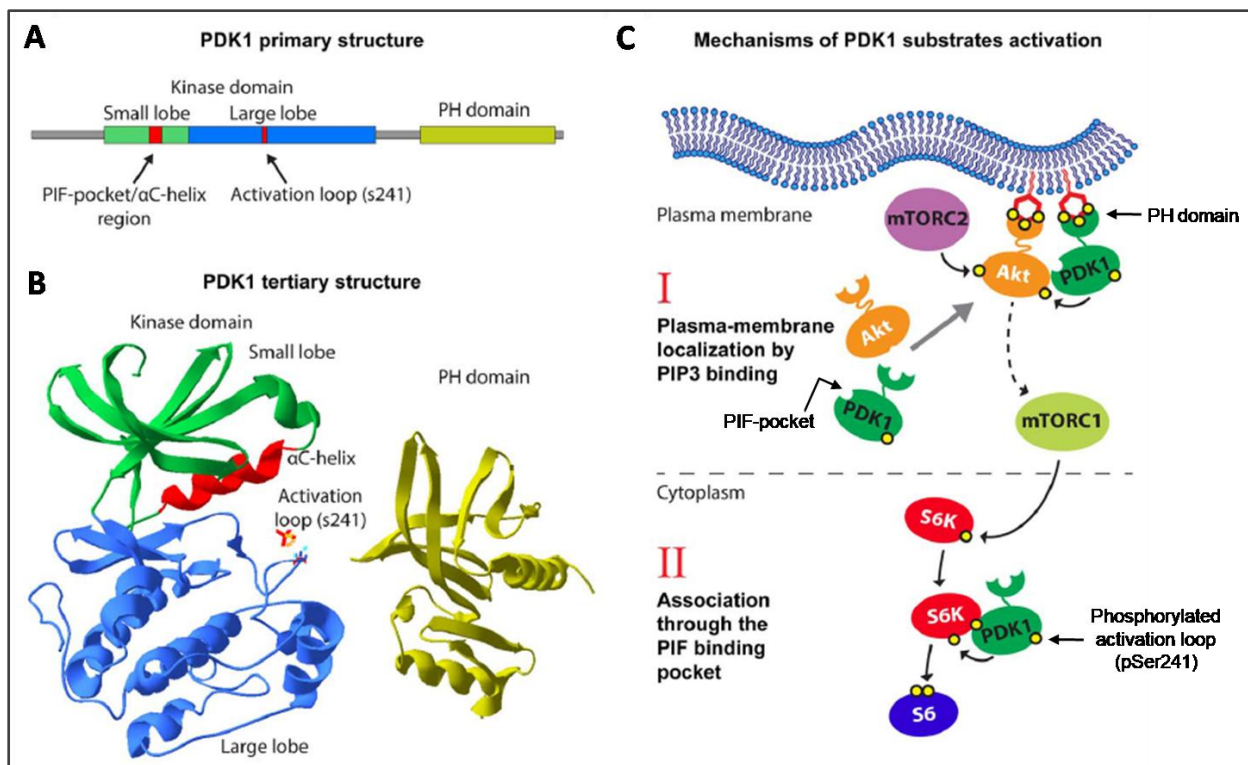 A
PDK1 primary structure
Kinase domain
Small lobe
Large lobe
PH domain
PIF-pocket/αC-helix
region
Activation loop (s241)
B
PDK1 tertiary structure
Kinase domain
Small lobe
PH domain
αC-helix
Activation
loop (s241)
Large lobe
C
Mechanisms of PDK1 substrates activation
Plasma membrane
mTORC2
PH domain
Akt
PDK1
I
Plasma-membrane
localization by
PIP3 binding
Akt
PIF-pocket
PDK1
mTORC1
Cytoplasm
S6K
II
Association
through the
PIF binding
pocket
S6K
PDK1
Phosphorylated
activation loop
(pSer241)
S6